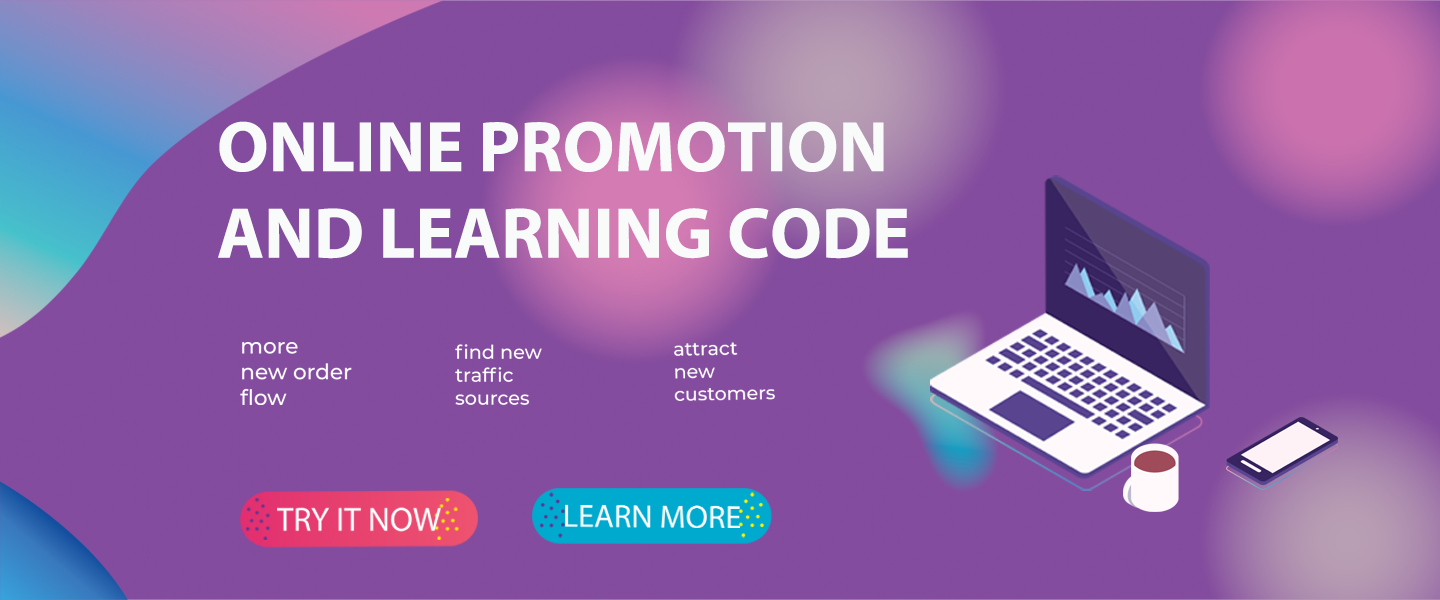 ONLINE PROMOTION
AND LEARNING CODE
more
new order
flow
find new
traffic
sources
attract
new
customers
TRY IT NOW
LEARN MORE